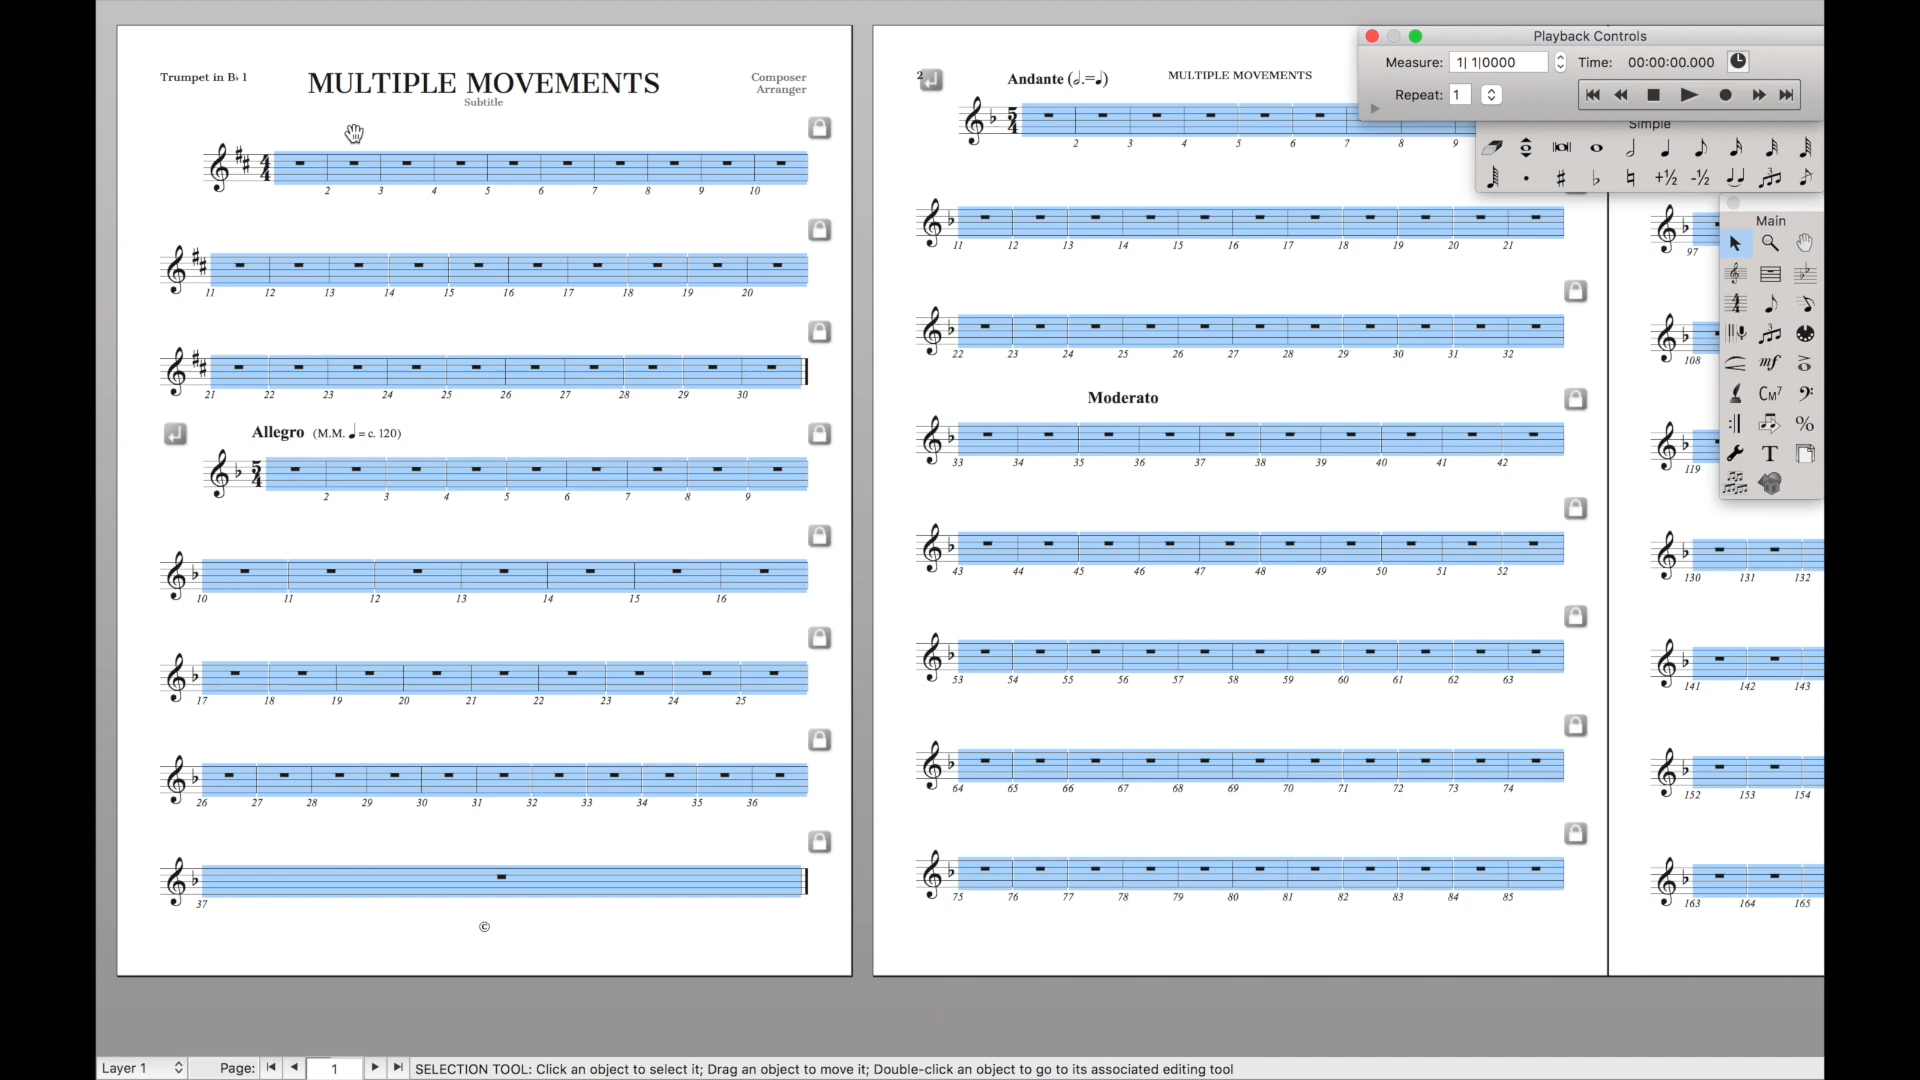 Trumpet in B♭ 1
MULTIPLE MOVEMENTS
Subtitle
Composer
Arranger
4
4
2 3 4 5 6 7 8 9 10
11 12 13 14 15 16 17 18 19 20
21 22 23 24 25 26 27 28 29 30
Allegro (M.M. ♩ = c. 120)
5
4
2 3 4 5 6 7 8 9
10 11 12 13 14 15 16
17 18 19 20 21 22 23 24 25
26 27 28 29 30 31 32 33 34 35 36
37
©
2
Andante (𝅗𝅥.=♩)
MULTIPLE MOVEMENTS
5
4
2 3 4 5 6 7 8 9
11 12 13 14 15 16 17 18 19 20 21
22 23 24 25 26 27 28 29 30 31 32
Moderato
33 34 35 36 37 38 39 40 41 42
43 44 45 46 47 48 49 50 51 52
53 54 55 56 57 58 59 60 61 62 63
64 65 66 67 68 69 70 71 72 73 74
75 76 77 78 79 80 81 82 83 84 85
97
108
119
130 131 132
141 142 143
152 153 154
163 164 165
Playback Controls
Measure: 1| 1|0000 Time: 00:00:00.000
Repeat: 1
Simple
+½ -½
Main
mf
CM7
%
T
Layer 1 Page: 1 SELECTION TOOL: Click an object to select it; Drag an object to move it; Double-click an object to go to its associated editing tool